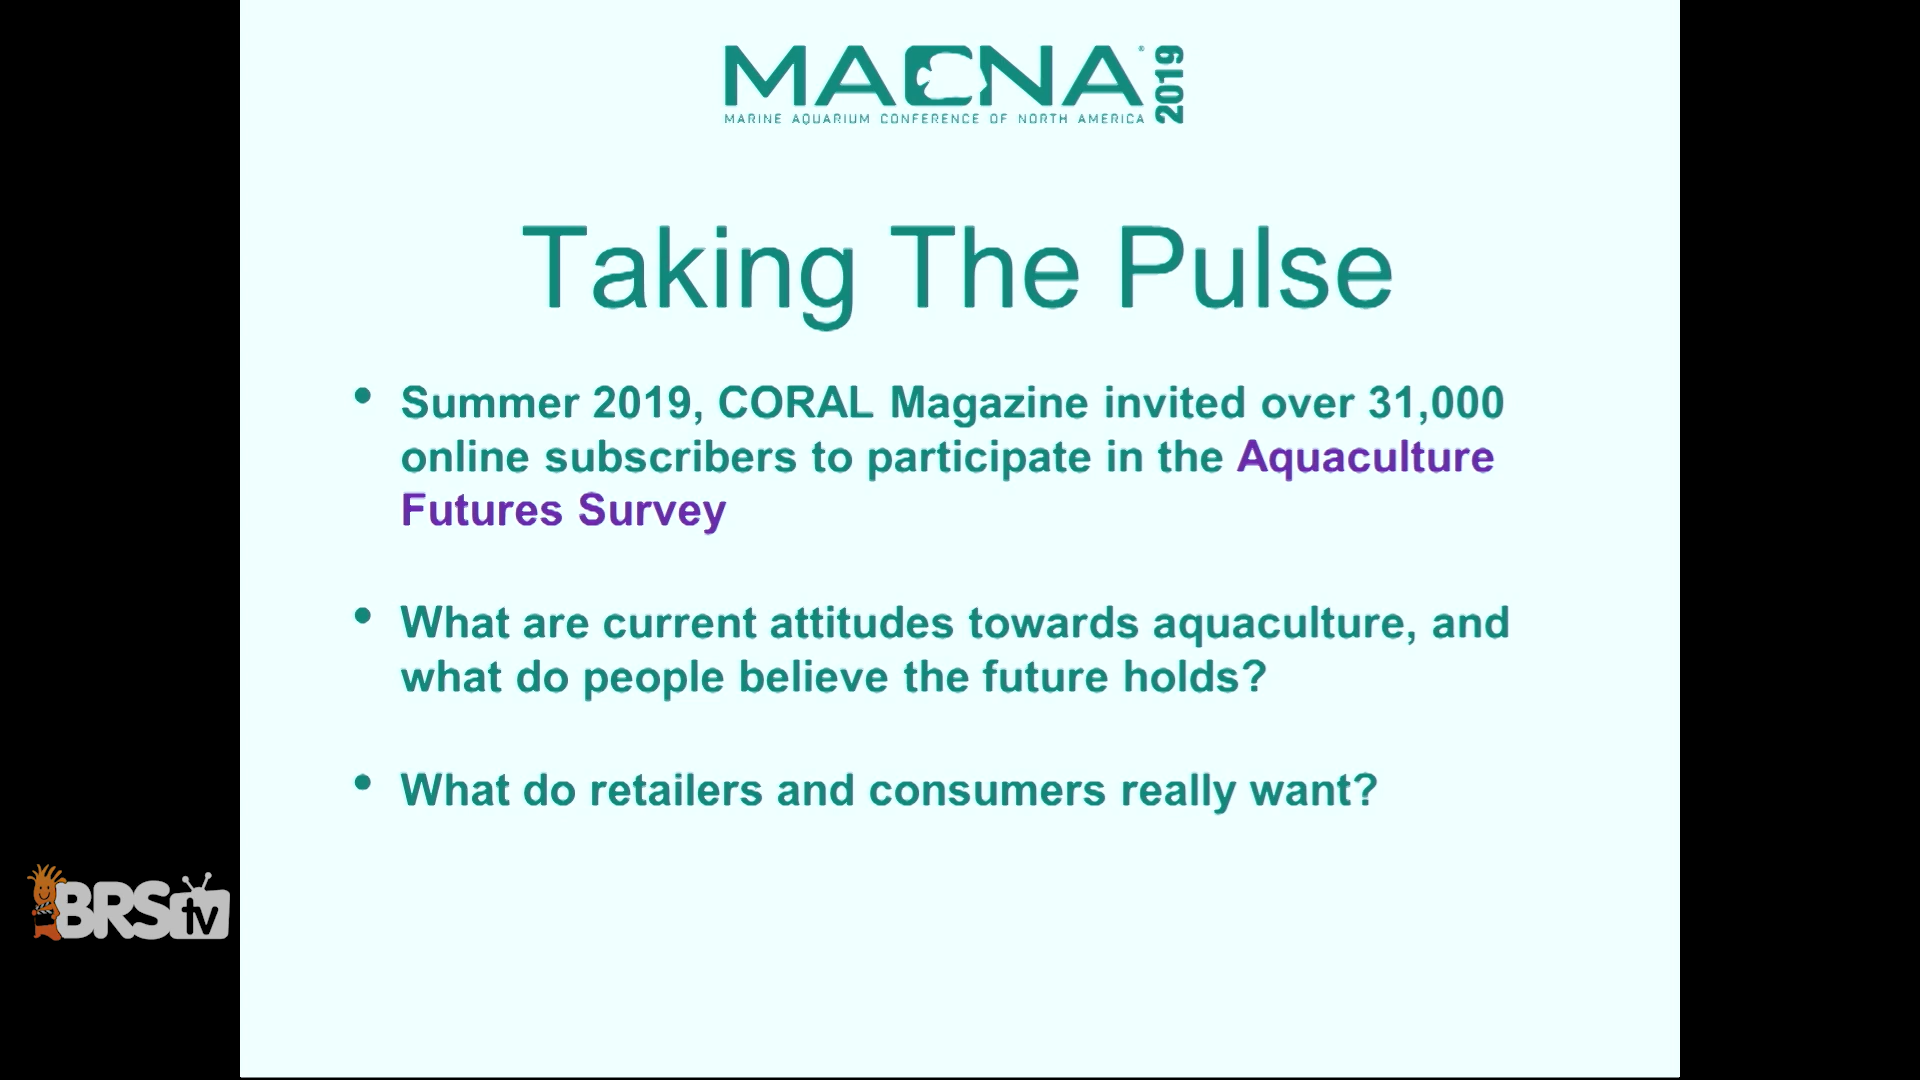 MACNA® 2019
MARINE AQUARIUM CONFERENCE OF NORTH AMERICA
Taking The Pulse
• Summer 2019, CORAL Magazine invited over 31,000
online subscribers to participate in the Aquaculture
Futures Survey
• What are current attitudes towards aquaculture, and
what do people believe the future holds?
• What do retailers and consumers really want?
BRStv